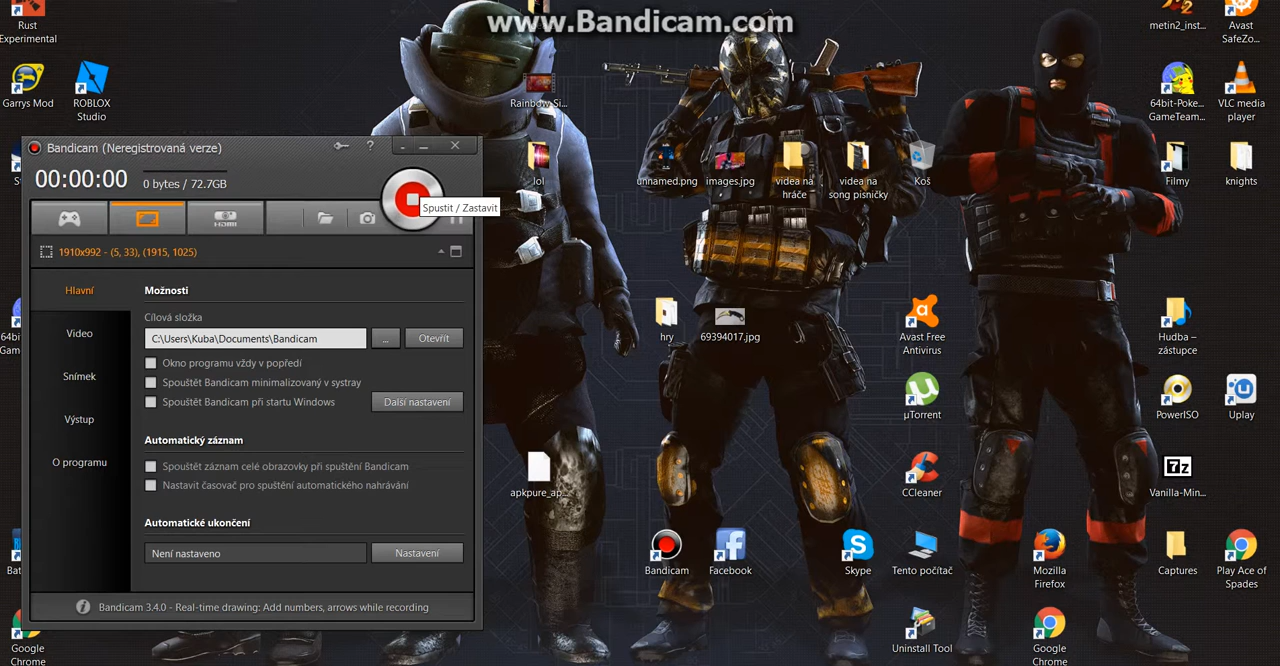 www.Bandicam.com
Rust
Experimental
metin2_inst...
Avast
SafeZo...
Garrys Mod
ROBLOX
Studio
Rainbow Si...
64bit-Poke...
GameTeam...
VLC media
player
Bandicam (Neregistrovaná verze)
?
00:00:00
0 bytes / 72.7GB
Spustit / Zastavit
HDMI
1910x992 - (5, 33), (1915, 1025)
lol
unnamed.png
images.jpg
videa na
hráče
videa na
song pisničky
Koš
Filmy
knights
Hlavní
Video
Snímek
Výstup
O programu
Možnosti
Cílová složka
C:\Users\Kuba\Documents\Bandicam
...
Otevřít
Okno programu vždy v popředí
Spouštět Bandicam minimalizovaný v systray
Spouštět Bandicam při startu Windows
Další nastavení
Automatický záznam
Spouštět záznam celé obrazovky při spuštění Bandicam
Nastavit časovač pro spuštění automatického nahrávání
Automatické ukončení
Není nastaveno
Nastavení
Bandicam 3.4.0 - Real-time drawing: Add numbers, arrows while recording
64b
Gam
hry
69394017.jpg
Avast Free
Antivirus
Hudba –
zástupce
µTorrent
PowerISO
Uplay
apkpure_ap...
CCleaner
7z
Vanilla-Min...
Bat
Bandicam
Facebook
Skype
Tento počítač
Mozilla
Firefox
Captures
Play Ace of
Spades
Google
Chrome
Uninstall Tool
Google
Chrome